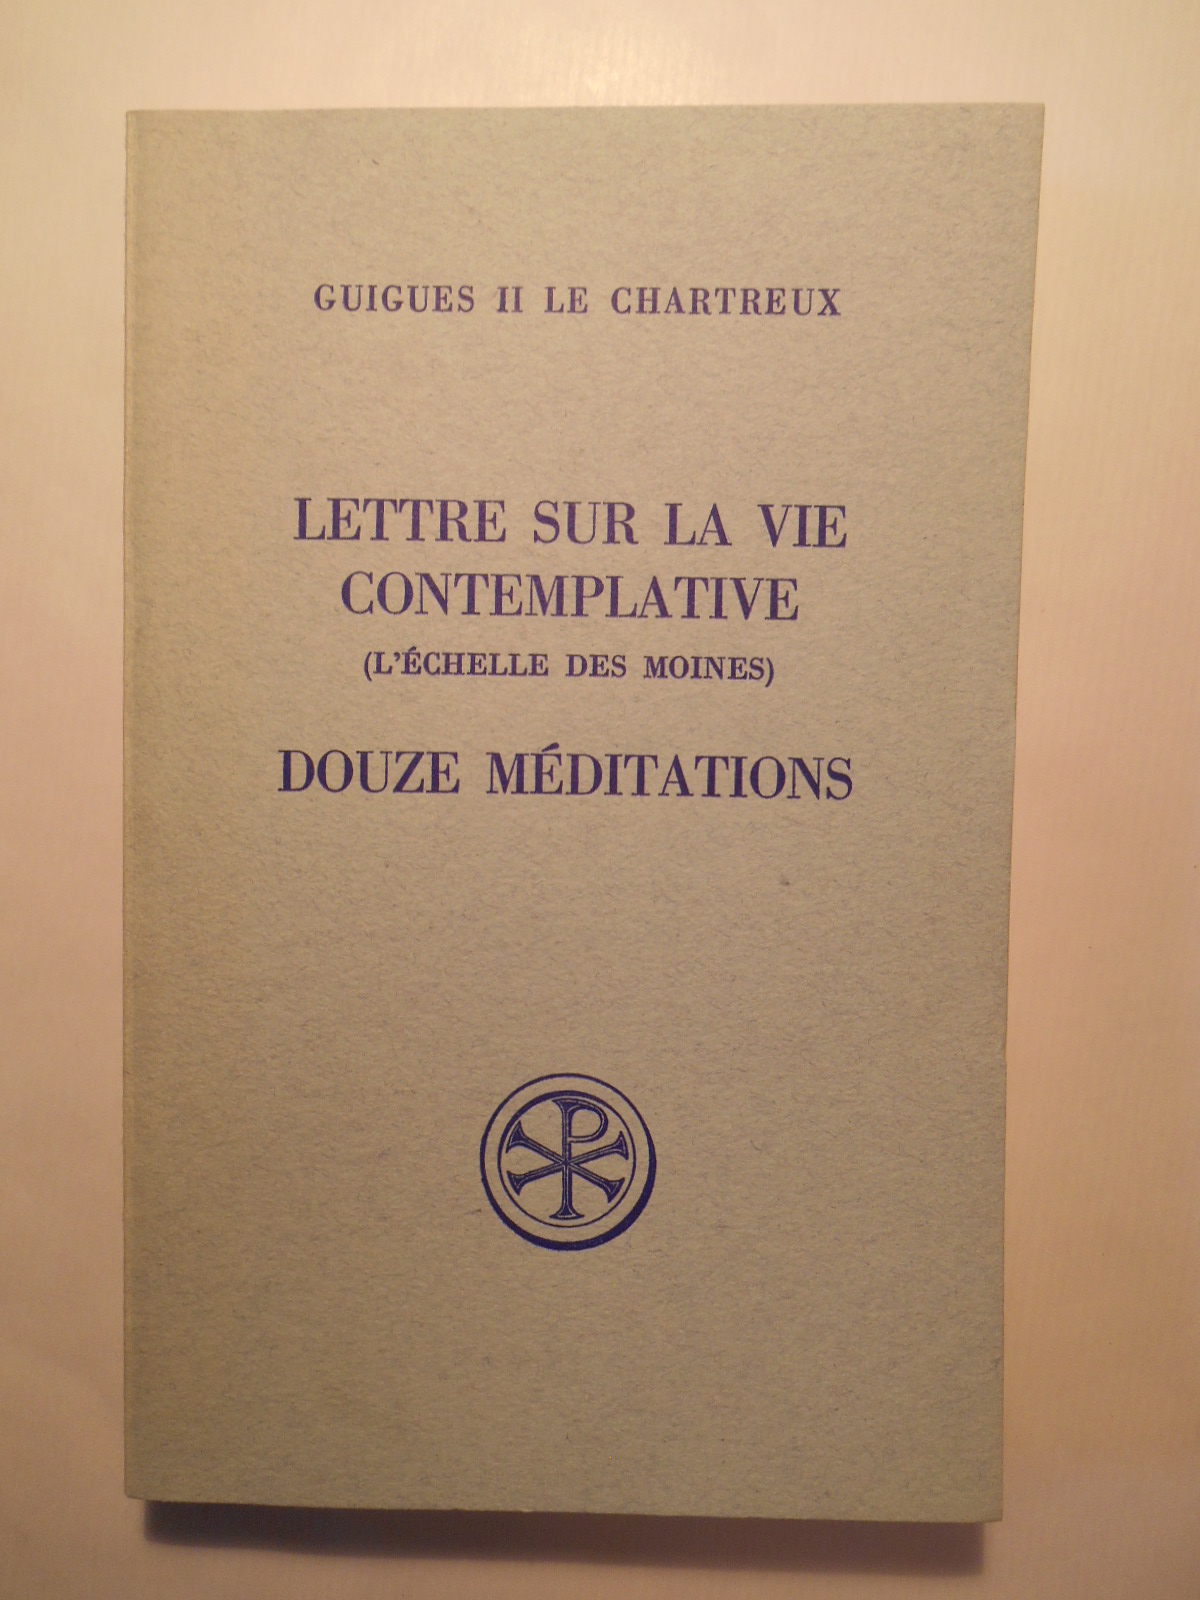 GUIGUES II LE CHARTREUX
LETTRE SUR LA VIE
CONTEMPLATIVE
(L'ÉCHELLE DES MOINES)
DOUZE MÉDITATIONS